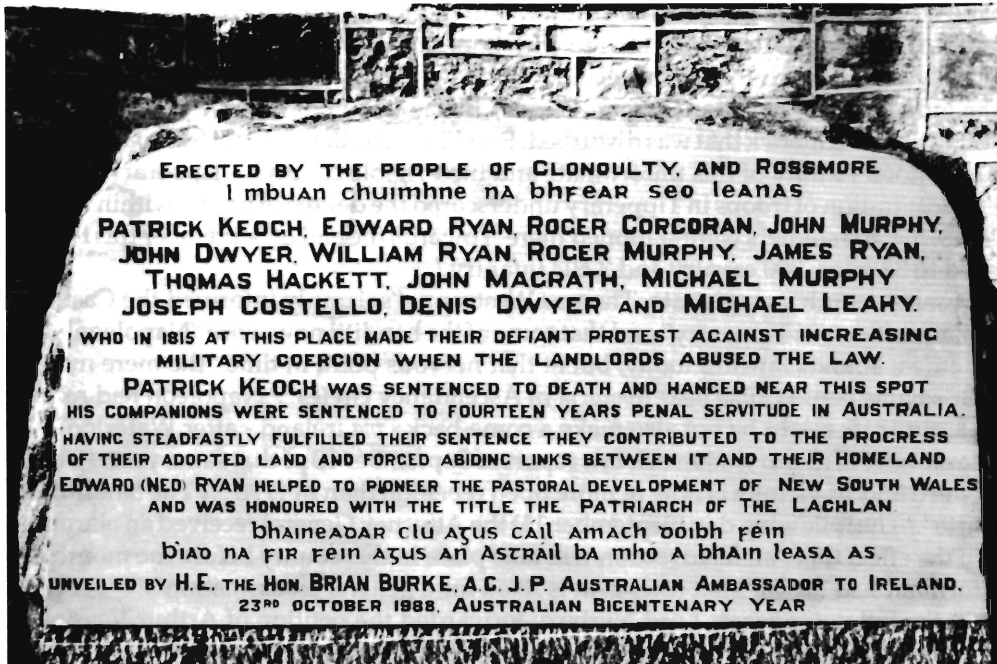 ERECTED BY THE PEOPLE OF CLONOULTY AND ROSSMORE
I mbuan chuimhne na bhfear seo leanas
PATRICK KEOGH, EDWARD RYAN, ROGER CORCORAN, JOHN MURPHY,
JOHN DWYER, WILLIAM RYAN, ROGER MURPHY, JAMES RYAN,
THOMAS HACKETT, JOHN MAGRATH, MICHAEL MURPHY
JOSEPH COSTELLO, DENIS DWYER AND MICHAEL LEAHY.
WHO IN 1815 AT THIS PLACE MADE THEIR DEFIANT PROTEST AGAINST INCREASING
MILITARY COERCION WHEN THE LANDLORDS ABUSED THE LAW.
PATRICK KEOGH WAS SENTENCED TO DEATH AND HANGED NEAR THIS SPOT
HIS COMPANIONS WERE SENTENCED TO FOURTEEN YEARS PENAL SERVITUDE IN AUSTRALIA.
HAVING STEADFASTLY FULFILLED THEIR SENTENCE THEY CONTRIBUTED TO THE PROGRESS
OF THEIR ADOPTED LAND AND FORGED ABIDING LINKS BETWEEN IT AND THEIR HOMELAND
EDWARD (NED) RYAN HELPED TO PIONEER THE PASTORAL DEVELOPMENT OF NEW SOUTH WALES
AND WAS HONOURED WITH THE TITLE THE PATRIARCH OF THE LACHLAN
bhaineadar clu agus cáil amach doibh féin
biad na fir féin agus an Astráil ba mhó a bhain leasa as.
UNVEILED BY H.E. THE HON. BRIAN BURKE, A.C. J.P. AUSTRALIAN AMBASSADOR TO IRELAND.
23RD OCTOBER 1988. AUSTRALIAN BICENTENARY YEAR